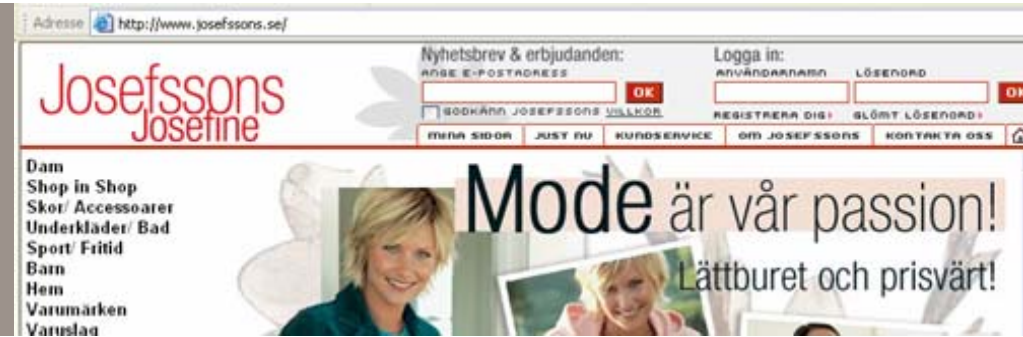 Adresse http://www.josefssons.se/
Josefssons
Josefine
Nyhetsbrev & erbjudanden:
ANGE E-POSTADRESS
OK
GODKÄNN JOSEFSSONS VILLKOR
Logga in:
ANVÄNDARNAMN LÖSENORD
OK
REGISTRERA DIG› GLÖMT LÖSENORD›
MINA SIDOR JUST NU KUNDSERVICE OM JOSEFSSONS KONTAKTA OSS
Dam
Shop in Shop
Skor/ Accessoarer
Underkläder/ Bad
Sport/ Fritid
Barn
Hem
Varumärken
Varuslag
Mode är vår passion!
Lättburet och prisvärt!